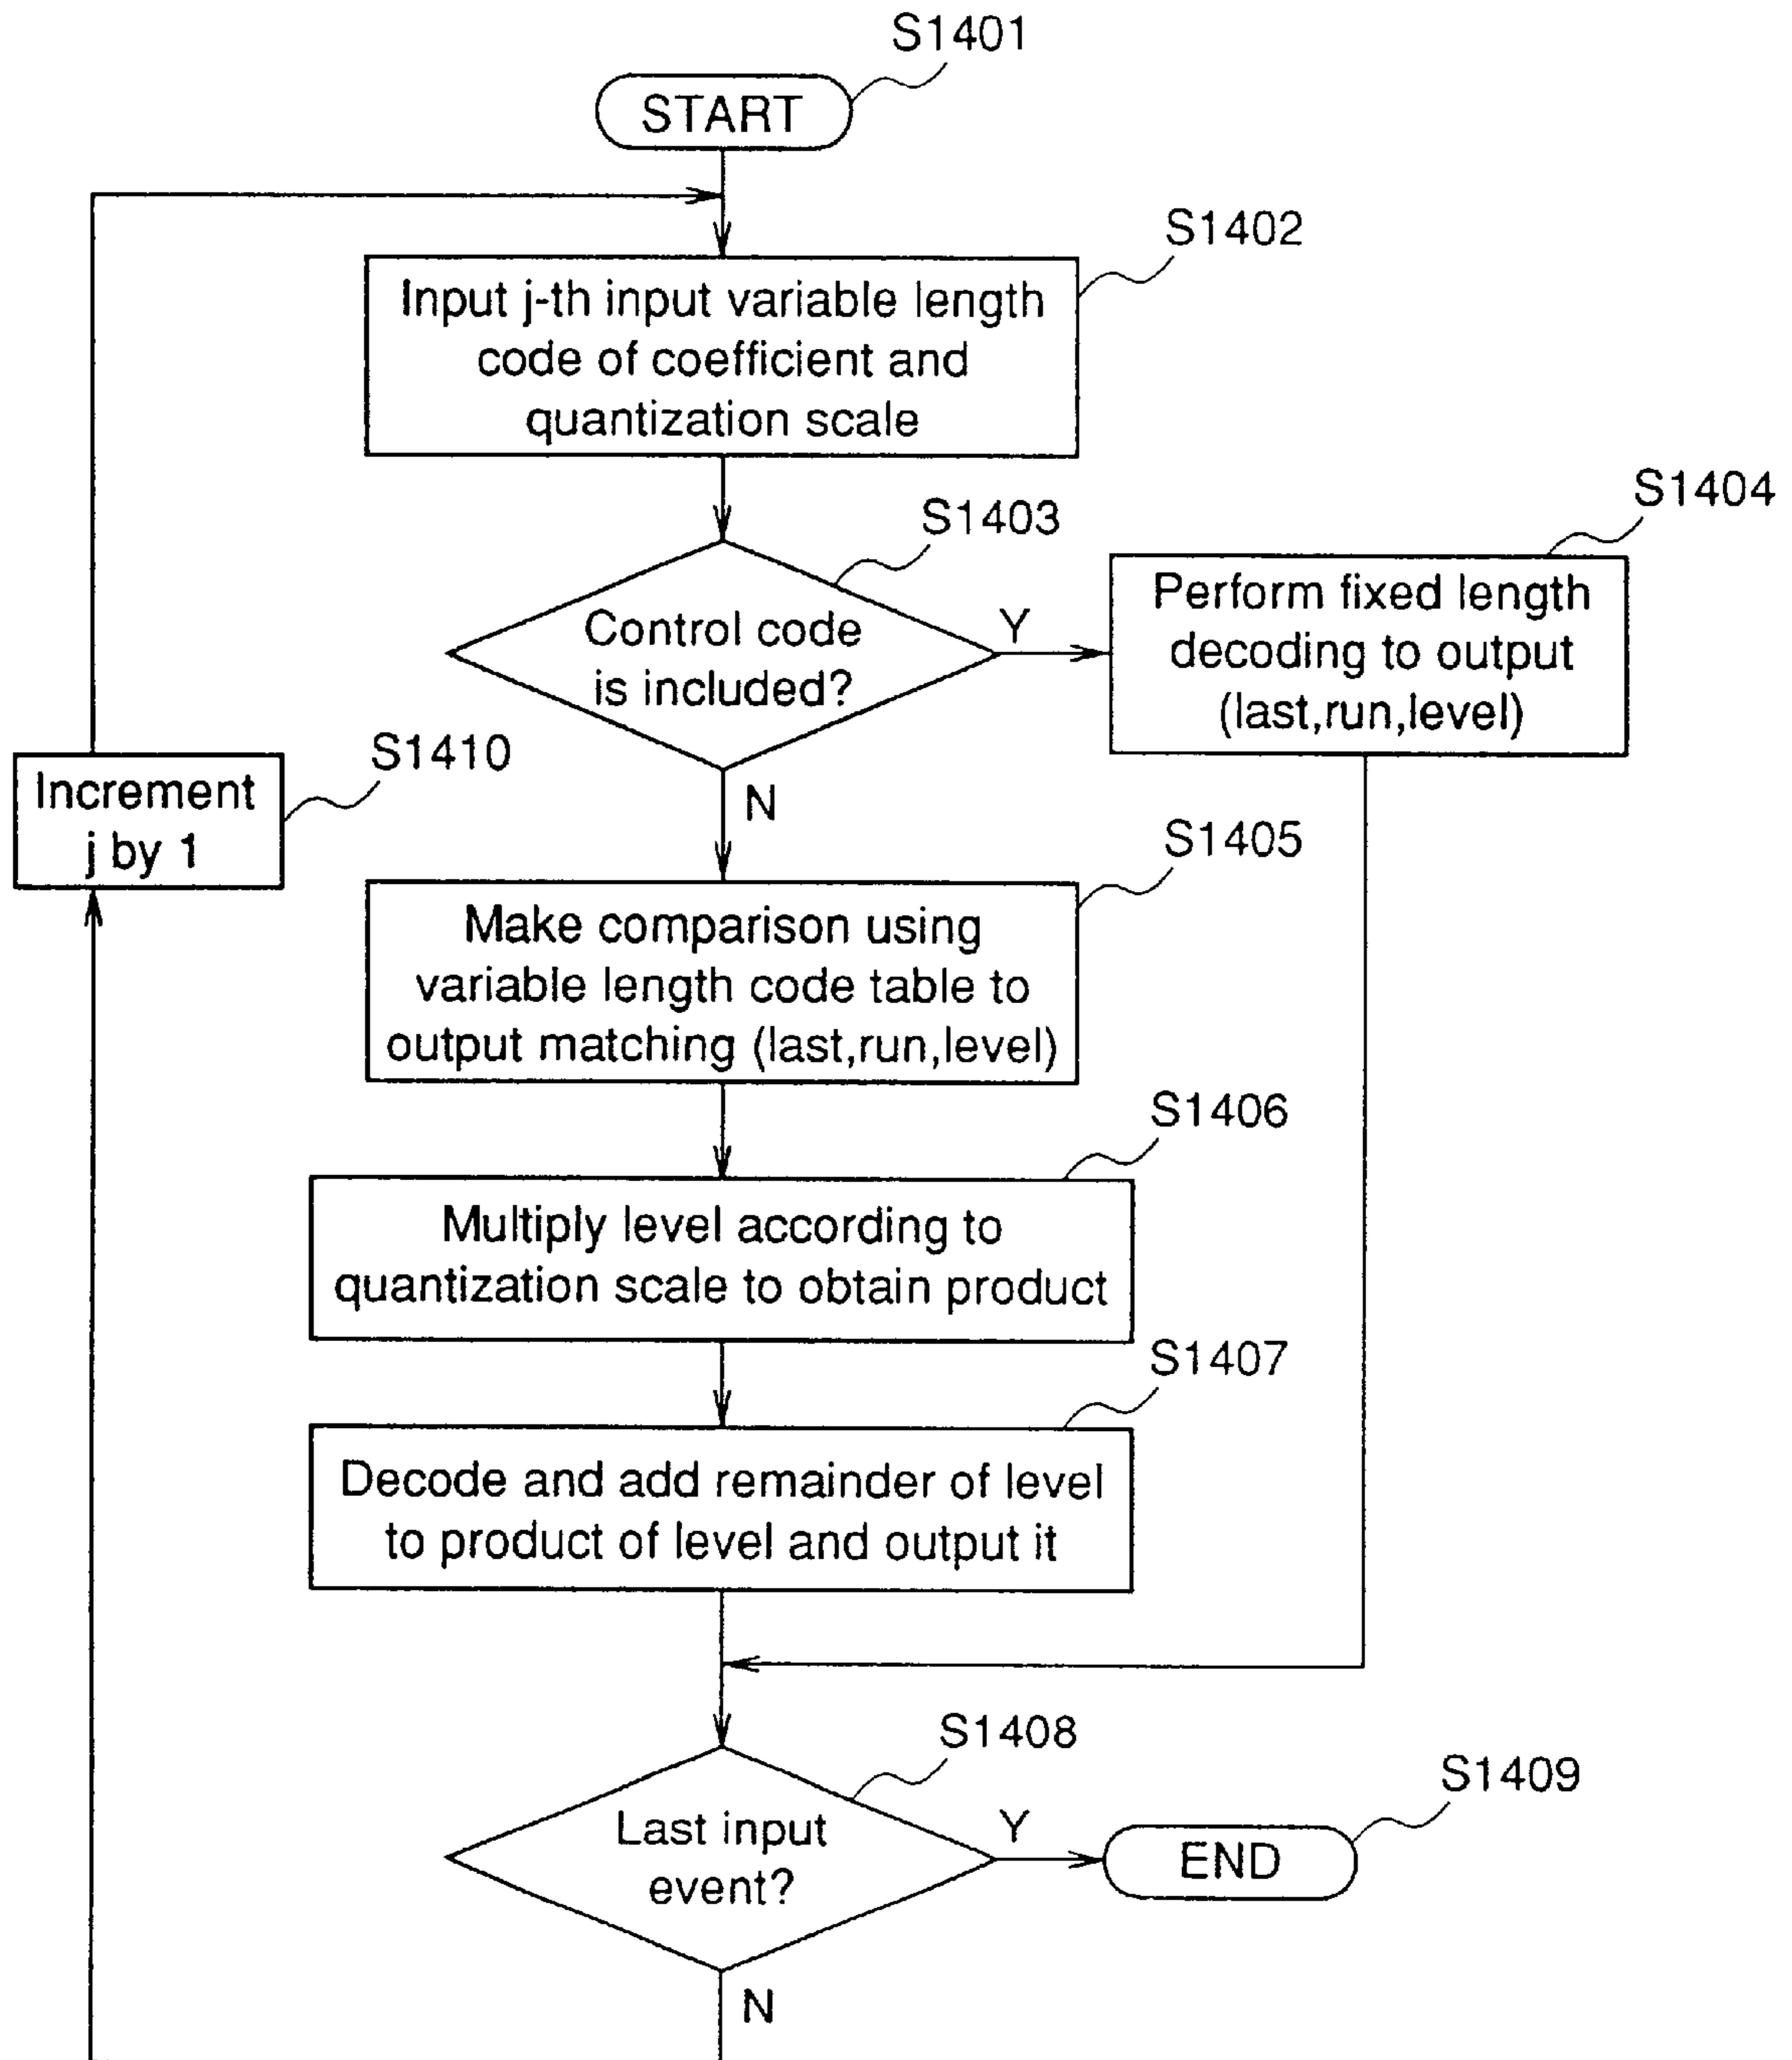 S1401
START
S1402
Input j-th input variable length
code of coefficient and
quantization scale
S1403
Control code
is included?
Y
S1404
Perform fixed length
decoding to output
(last,run,level)
S1410
Increment
j by 1
N
S1405
Make comparison using
variable length code table to
output matching (last,run,level)
S1406
Multiply level according to
quantization scale to obtain product
S1407
Decode and add remainder of level
to product of level and output it
S1408
Last input
event?
Y
S1409
END
N